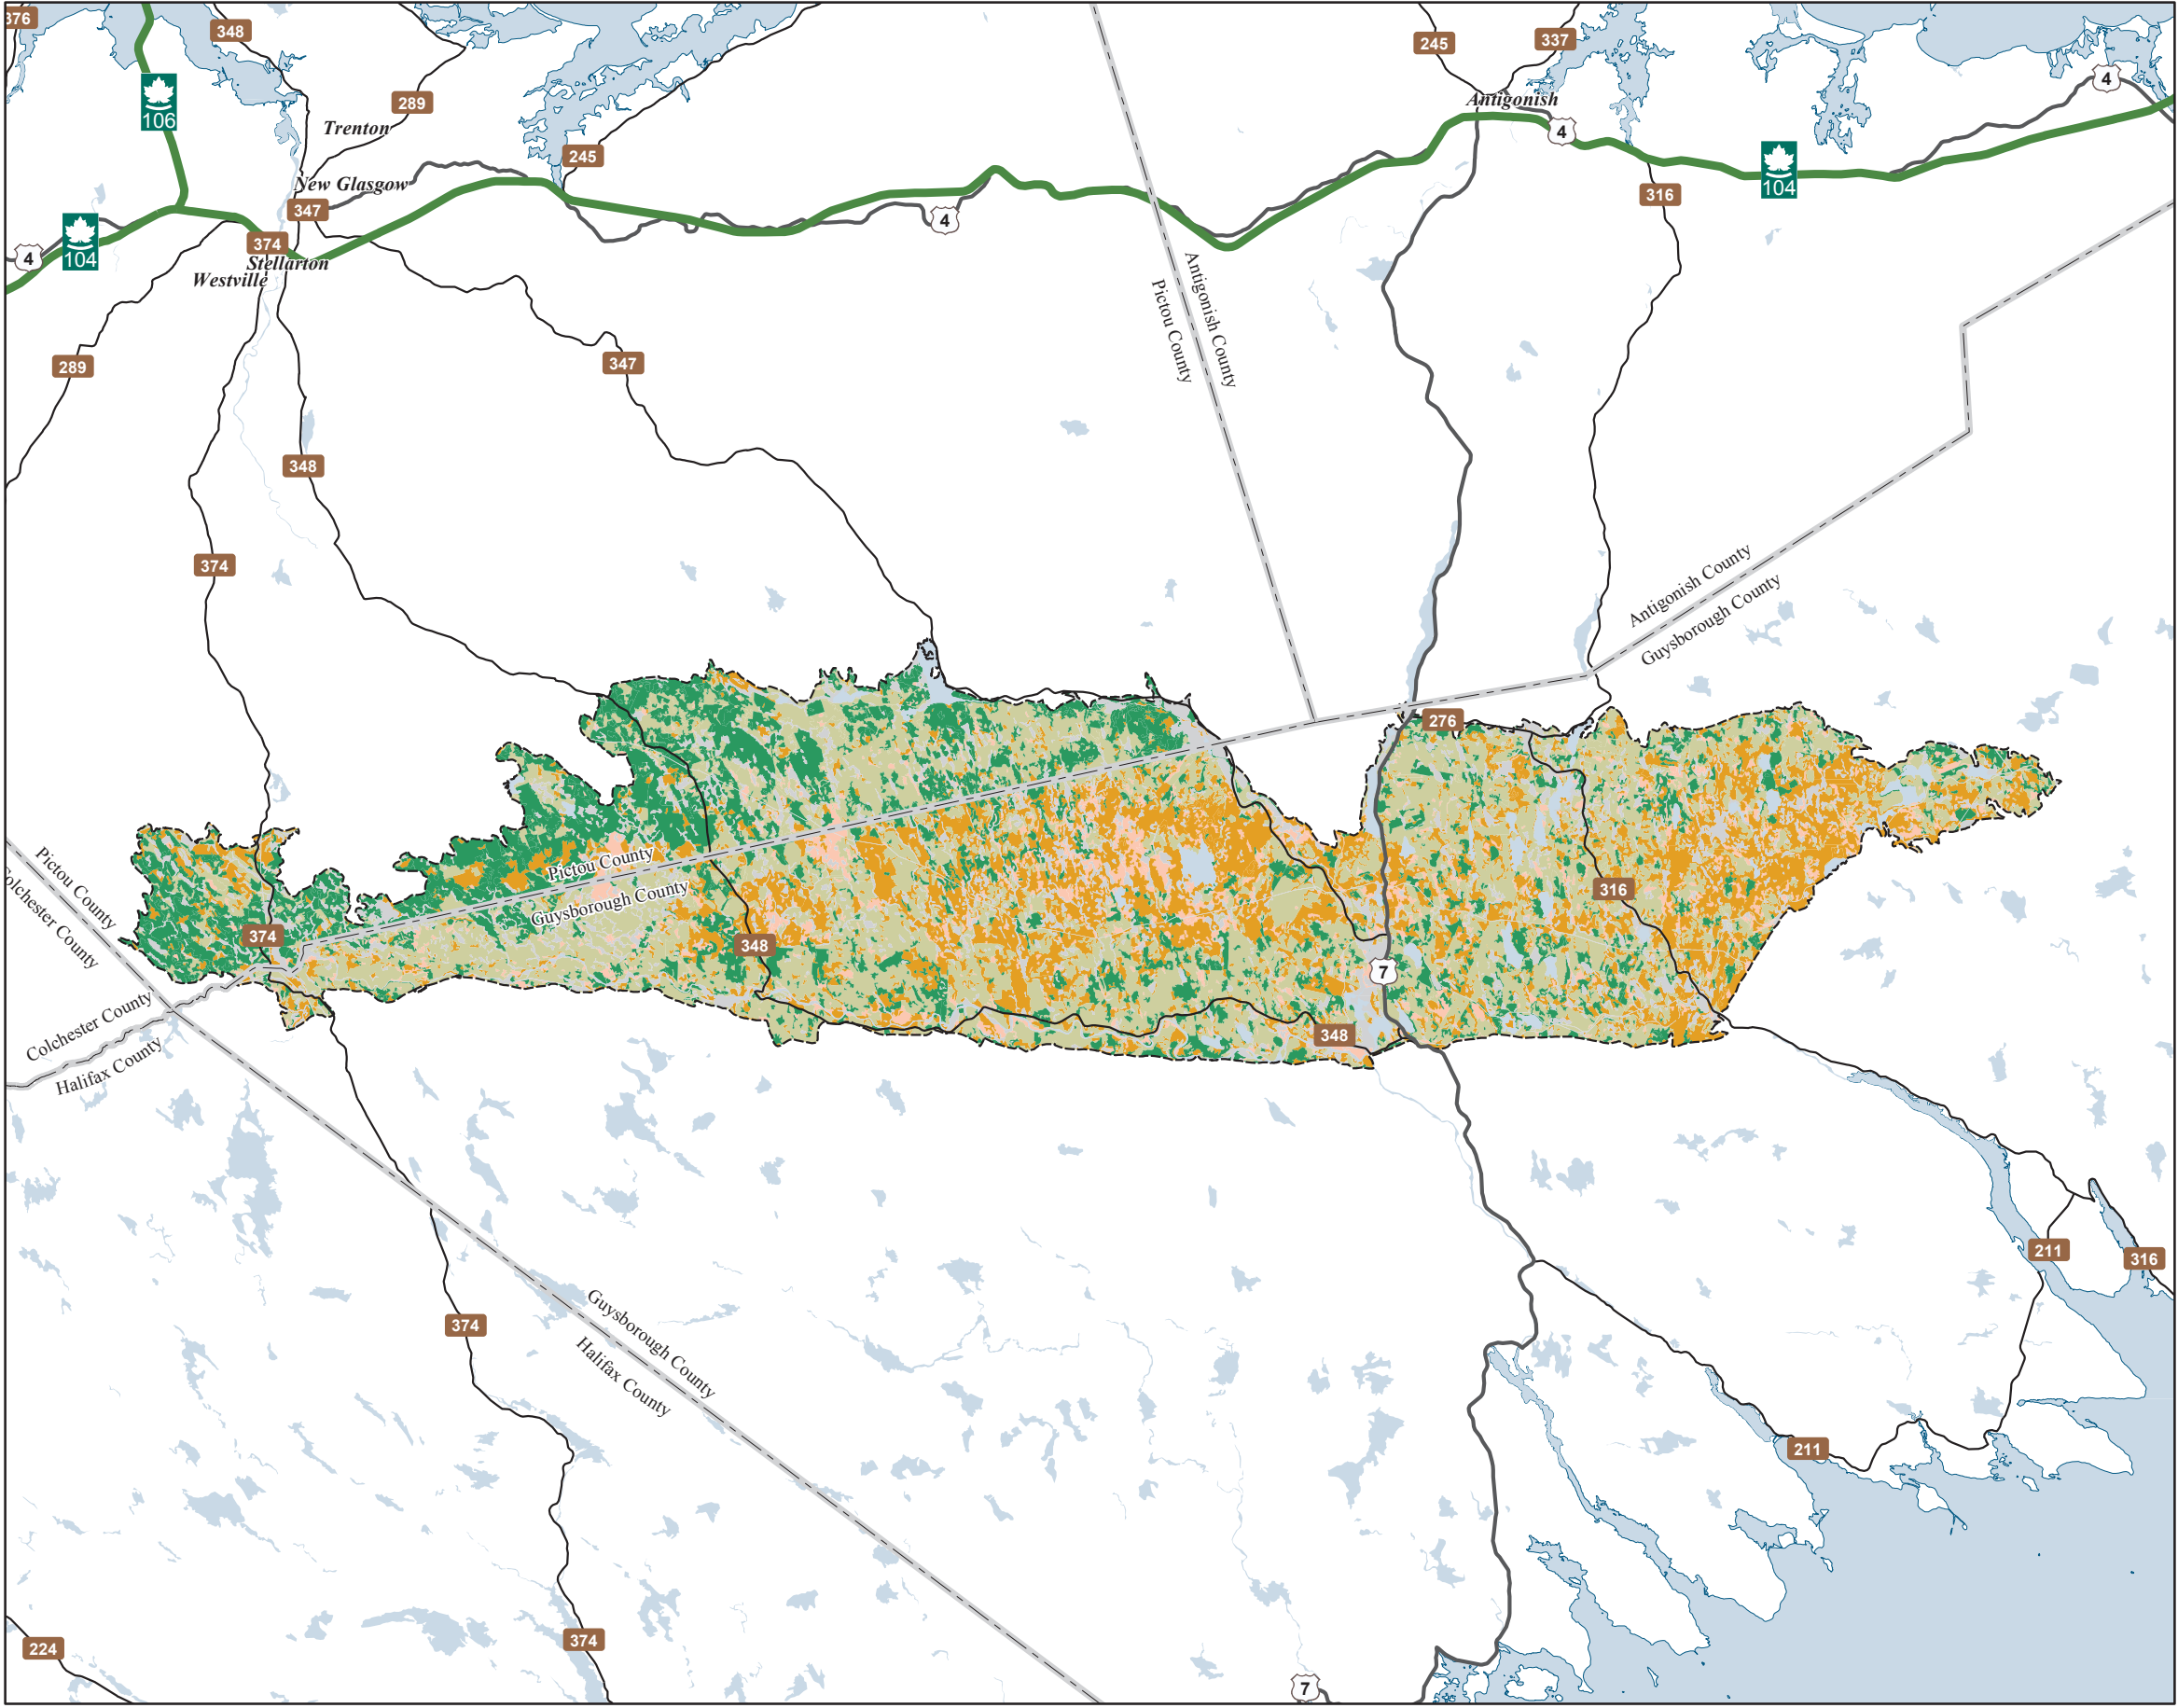 376
348
245
337
4
106
289
Antigonish
4
Trenton
245
104
New Glasgow
316
347
4
374
4
104
Stellarton
Westville
Antigonish County
Pictou County
347
289
348
374
Antigonish County
Guysborough County
276
Pictou County
Guysborough County
316
Pictou County
Colchester County
374
348
7
Colchester County
Halifax County
348
211
316
374
Guysborough County
Halifax County
211
374
224
7